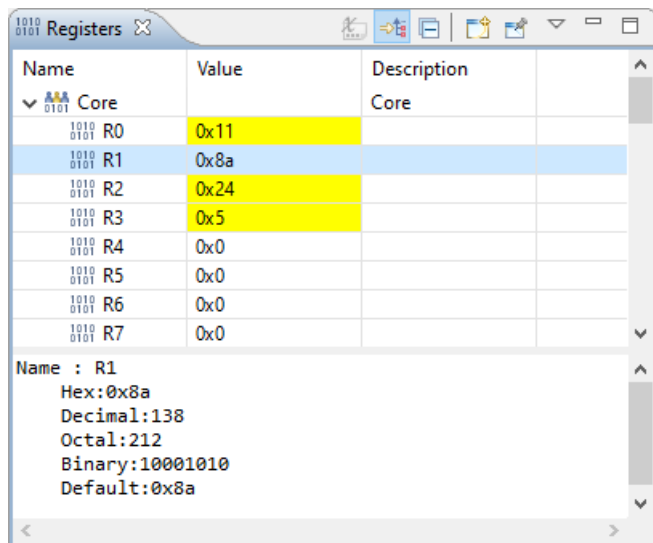 Registers
Name Value Description
Core Core
R0 0x11
R1 0x8a
R2 0x24
R3 0x5
R4 0x0
R5 0x0
R6 0x0
R7 0x0
Name : R1
Hex:0x8a
Decimal:138
Octal:212
Binary:10001010
Default:0x8a